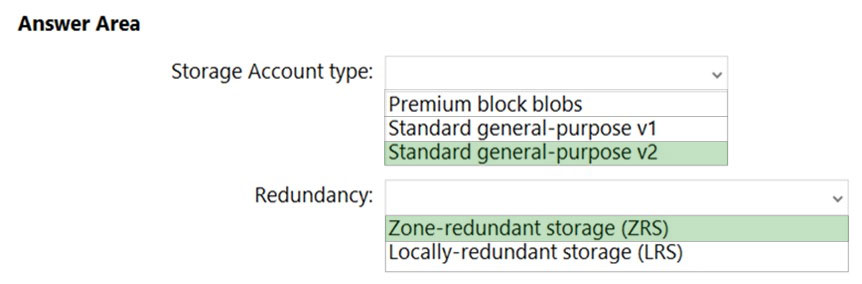 Answer Area
Storage Account type:
Premium block blobs
Standard general-purpose v1
Standard general-purpose v2
Redundancy:
Zone-redundant storage (ZRS)
Locally-redundant storage (LRS)